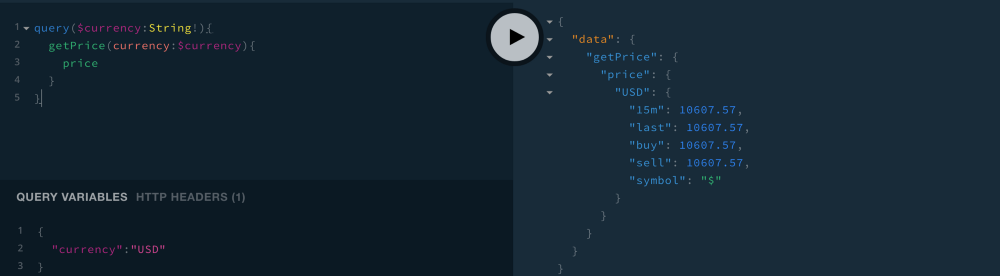 1 query($currency:String!){
2 getPrice(currency:$currency){
3 price
4 }
5 }
QUERY VARIABLES HTTP HEADERS (1)
1 {
2 "currency":"USD"
3 }
{
"data": {
"getPrice": {
"price": {
"USD": {
"15m": 10607.57,
"last": 10607.57,
"buy": 10607.57,
"sell": 10607.57,
"symbol": "$"
}
}
}
}
}